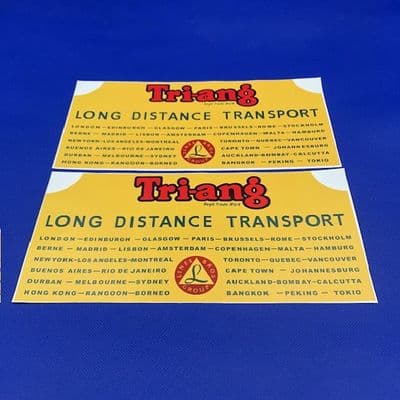 Tri-ang
Regd Trade Mark
LONG DISTANCE TRANSPORT
LONDON—EDINBURGH—GLASGOW—PARIS—BRUSSELS—ROME—STOCKHOLM
BERNE—MADRID—LISBON—AMSTERDAM—COPENHAGEN—MALTA—HAMBURG
NEW YORK—LOS ANGELES—MONTREAL TORONTO—QUEBEC—VANCOUVER
BUENOS AIRES—RIO DE JANEIRO CAPE TOWN—JOHANNESBURG
DURBAN—MELBOURNE—SYDNEY AUCKLAND—BOMBAY—CALCUTTA
HONG KONG—RANGOON—BORNEO BANGKOK—PEKING—TOKIO
LINES BROS
L
GROUP
Tri-ang
Regd Trade Mark
LONG DISTANCE TRANSPORT
LONDON—EDINBURGH—GLASGOW—PARIS—BRUSSELS—ROME—STOCKHOLM
BERNE—MADRID—LISBON—AMSTERDAM—COPENHAGEN—MALTA—HAMBURG
NEW YORK—LOS ANGELES—MONTREAL TORONTO—QUEBEC—VANCOUVER
BUENOS AIRES—RIO DE JANEIRO CAPE TOWN—JOHANNESBURG
DURBAN—MELBOURNE—SYDNEY AUCKLAND—BOMBAY—CALCUTTA
HONG KONG—RANGOON—BORNEO BANGKOK—PEKING—TOKIO
LINES BROS
L
GROUP